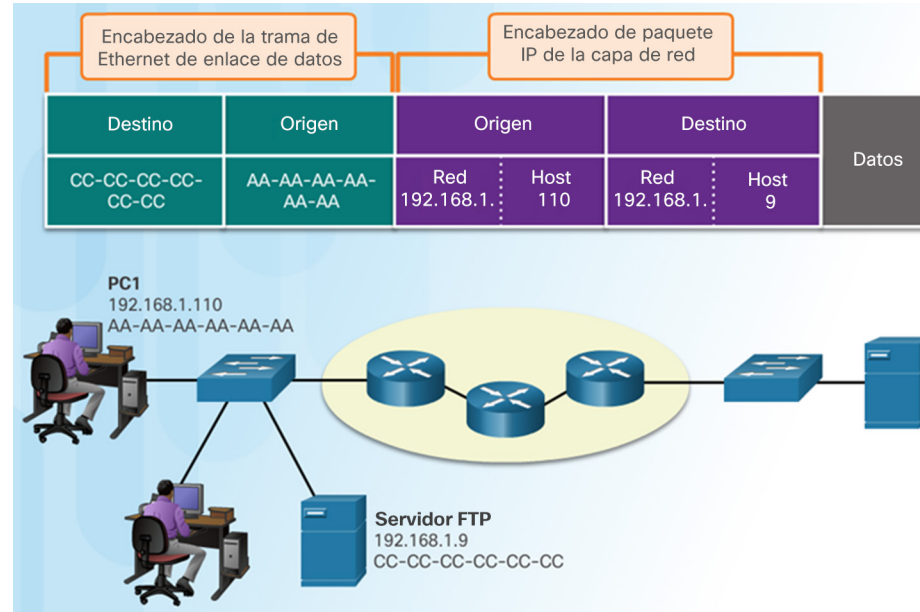 Encabezado de la trama de
Ethernet de enlace de datos
Encabezado de paquete
IP de la capa de red
Destino
Origen
Origen
Destino
Datos
CC-CC-CC-CC-
CC-CC
AA-AA-AA-AA-
AA-AA
Red
192.168.1.
Host
110
Red
192.168.1.
Host
9
PC1
192.168.1.110
AA-AA-AA-AA-AA-AA
Servidor FTP
192.168.1.9
CC-CC-CC-CC-CC-CC